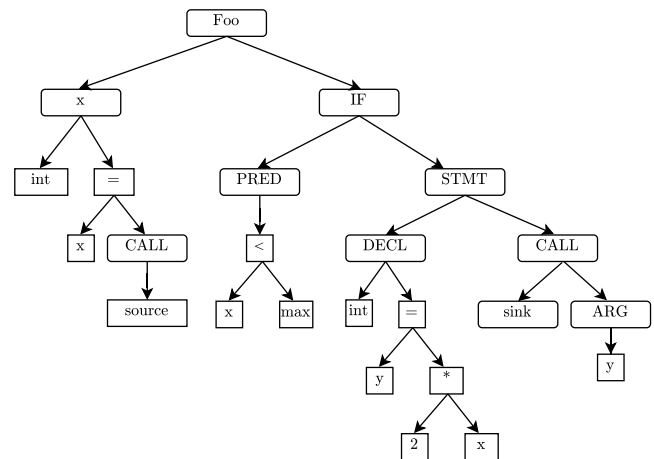 Foo
x IF
int = PRED STMT
x CALL < DECL CALL
source x max int = sink ARG
y * y
2 x